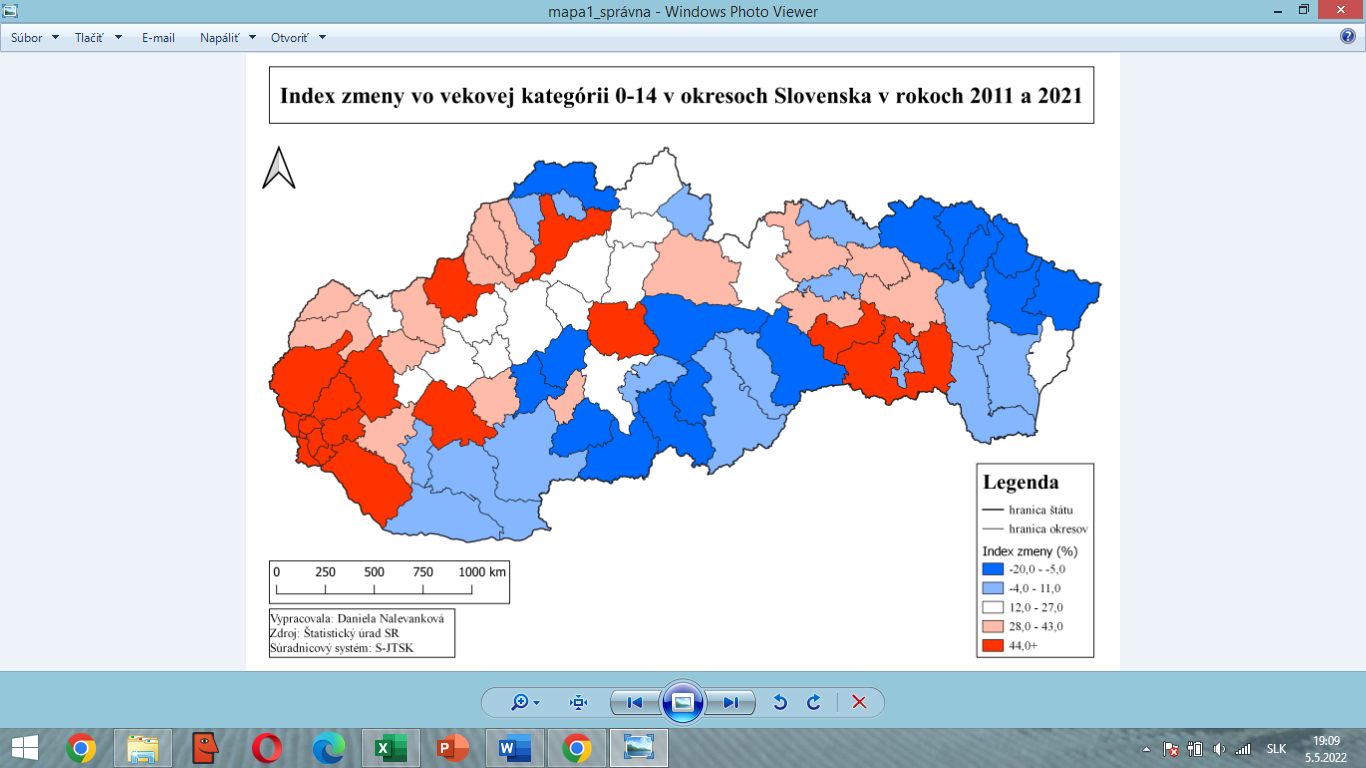 mapa1_správna - Windows Photo Viewer
Súbor Tlačiť E-mail Napáliť Otvoriť
Index zmeny vo vekovej kategórii 0-14 v okresoch Slovenska v rokoch 2011 a 2021
Legenda
hranica štátu
hranica okresov
Index zmeny (%)
-20,0 - -5,0
-4,0 - 11,0
12,0 - 27,0
28,0 - 43,0
44,0+
0 250 500 750 1000 km
Vypracovala: Daniela Nalevanková
Zdroj: Štatistický úrad SR
Súradnicový systém: S-JTSK
SLK
19:09
5.5.2022